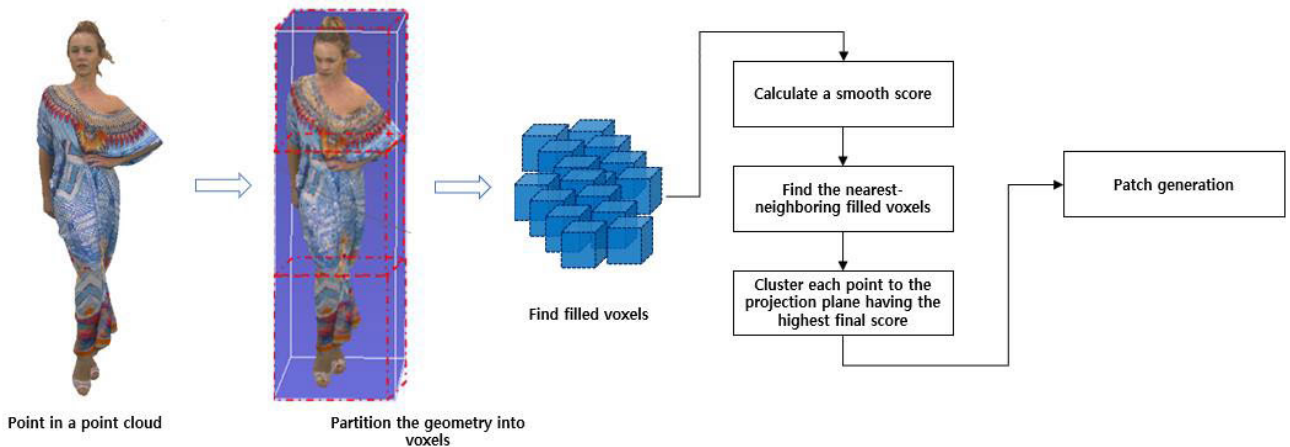 Point in a point cloud
Partition the geometry into
voxels
Find filled voxels
Calculate a smooth score
Find the nearest-
neighboring filled voxels
Cluster each point to the
projection plane having the
highest final score
Patch generation